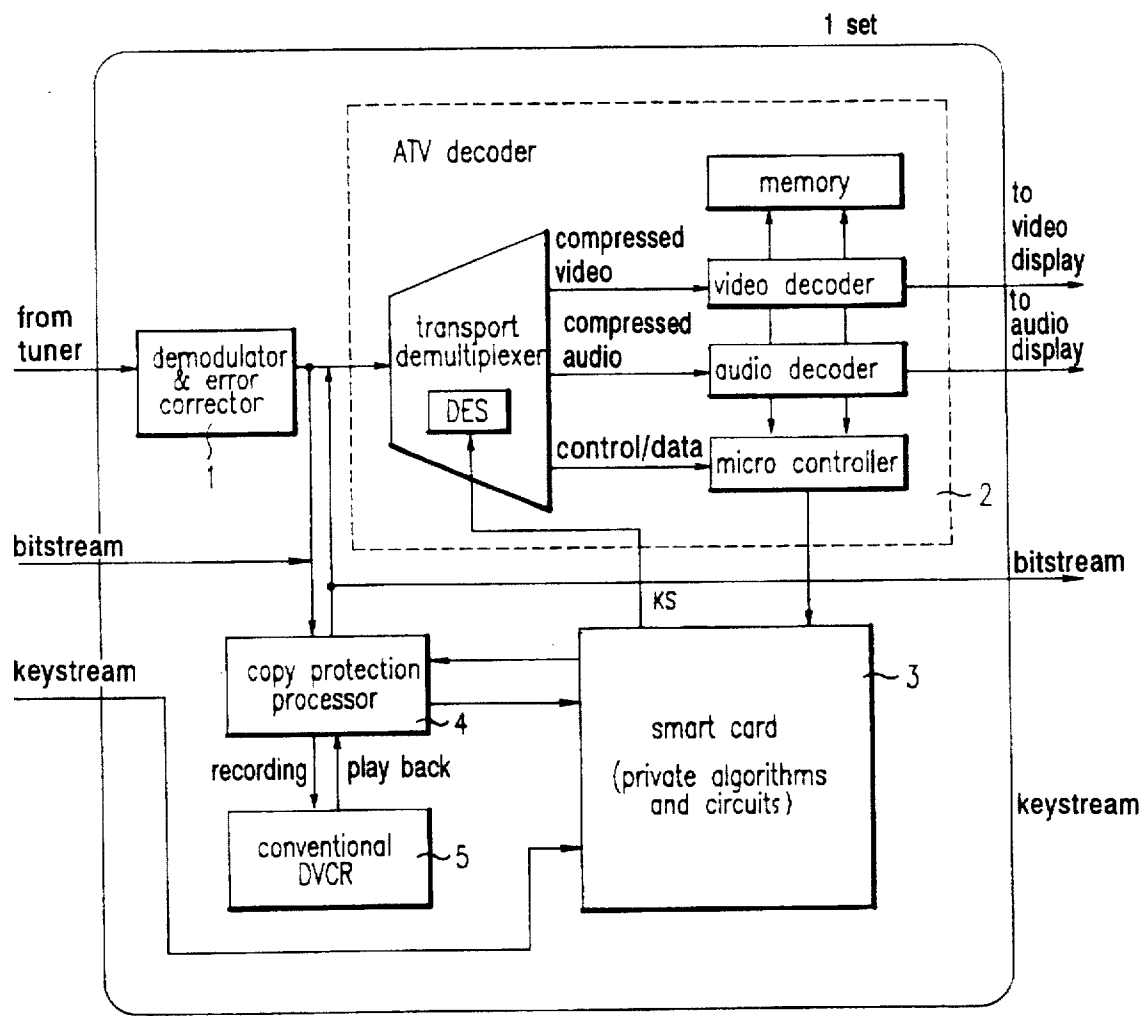 1 set
ATV decoder
memory
to
video
display
compressed
video
video decoder
to
audio
display
from
tuner
demodulator
& error
corrector
1
transport
demultiplexer
compressed
audio
audio decoder
DES
control/data
micro controller
2
bitstream
bitstream
KS
keystream
copy protection
processor
4
3
smart card
(private algorithms
and circuits)
recording
play back
keystream
conventional
DVCR
5